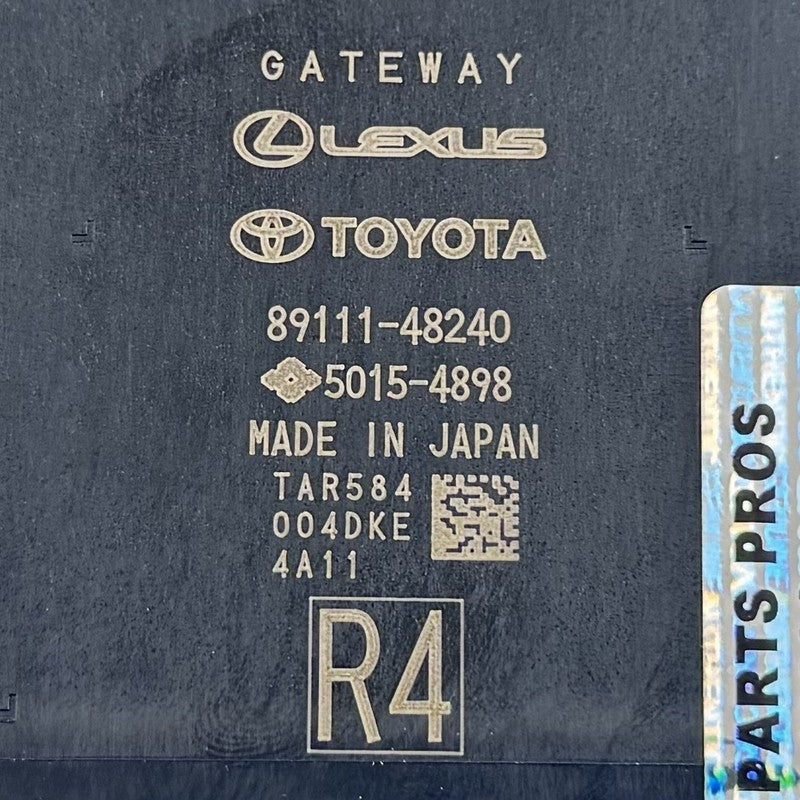 GATEWAY
LEXUS
TOYOTA
89111-48240
5015-4898
MADE IN JAPAN
TAR584
004DKE
4A11
R4
PARTS PROS